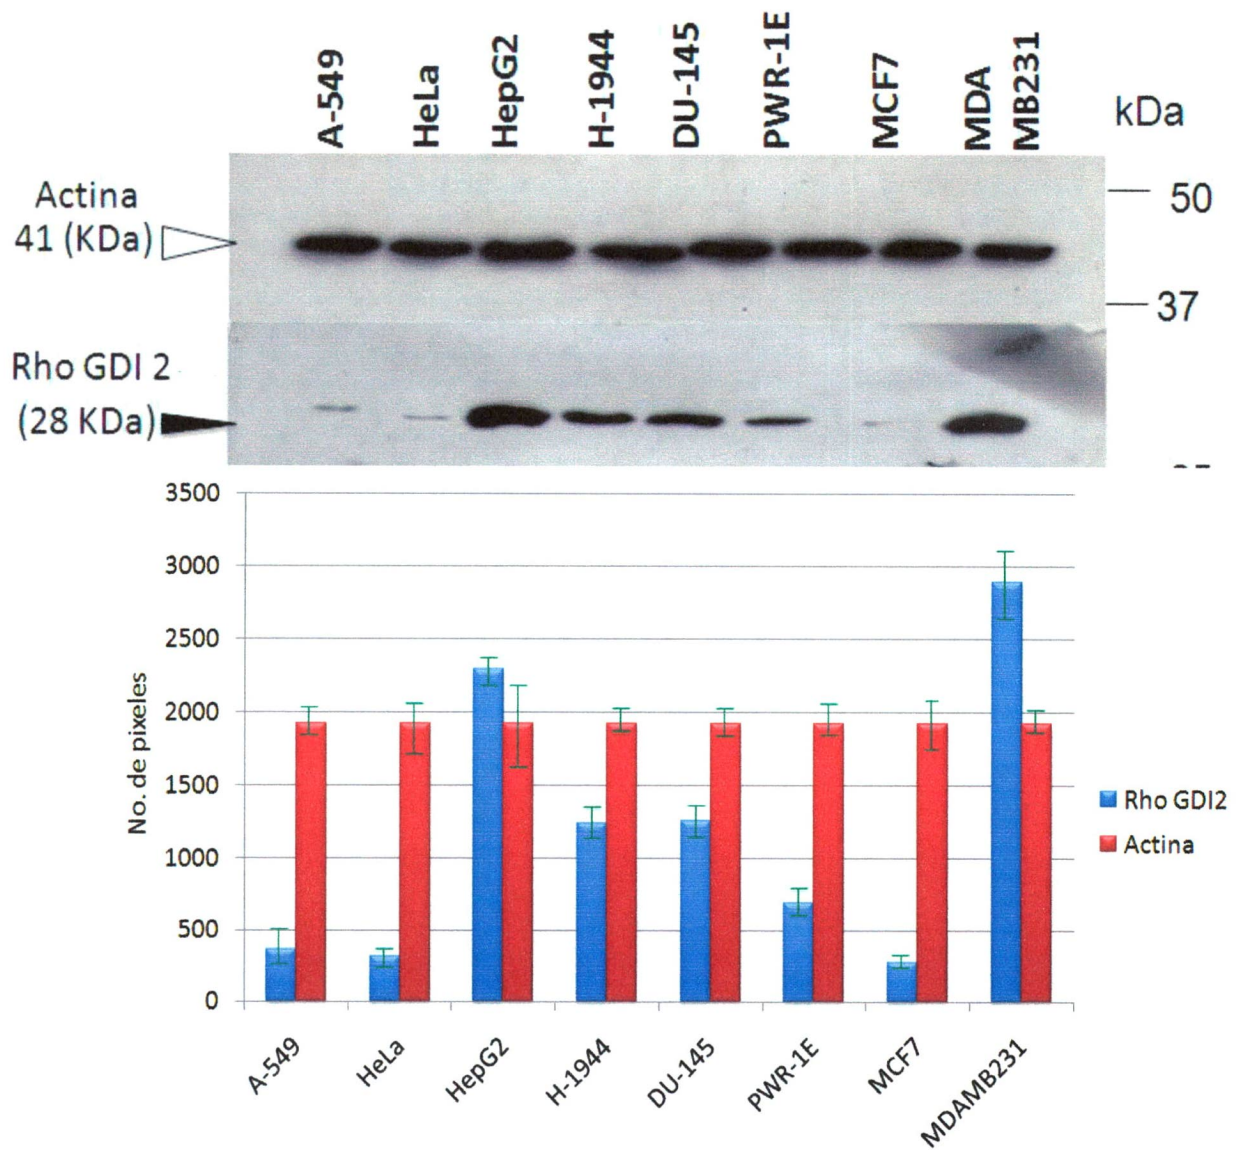 A-549
HeLa
HepG2
H-1944
DU-145
PWR-1E
MCF7
MDA
MB231
kDa
Actina
41 (KDa)
50
37
Rho GDI 2
(28 KDa)
3500
3000
2500
2000
1500
1000
500
0
No. de pixeles
Rho GDI2
Actina
A-549
HeLa
HepG2
H-1944
DU-145
PWR-1E
MCF7
MDAMB231